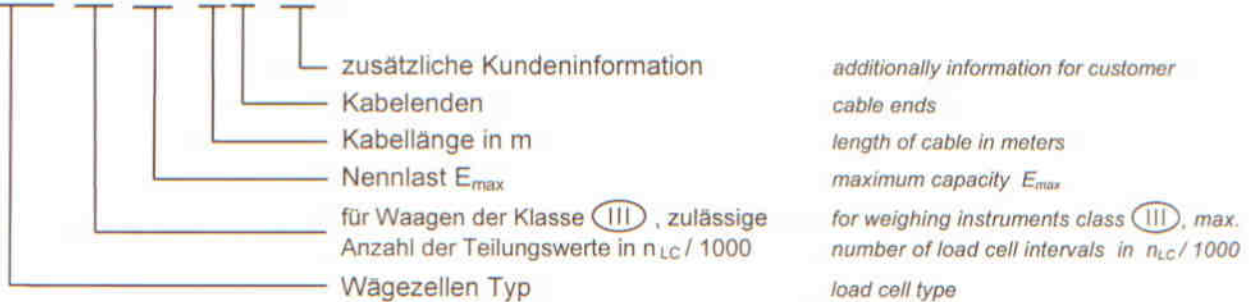 zusätzliche Kundeninformation additionally information for customer
Kabelenden cable ends
Kabellänge in m length of cable in meters
Nennlast Emax maximum capacity Emax
für Waagen der Klasse III , zulässige for weighing instruments class III, max.
Anzahl der Teilungswerte in nLC / 1000 number of load cell intervals in nLC / 1000
Wägezellen Typ load cell type